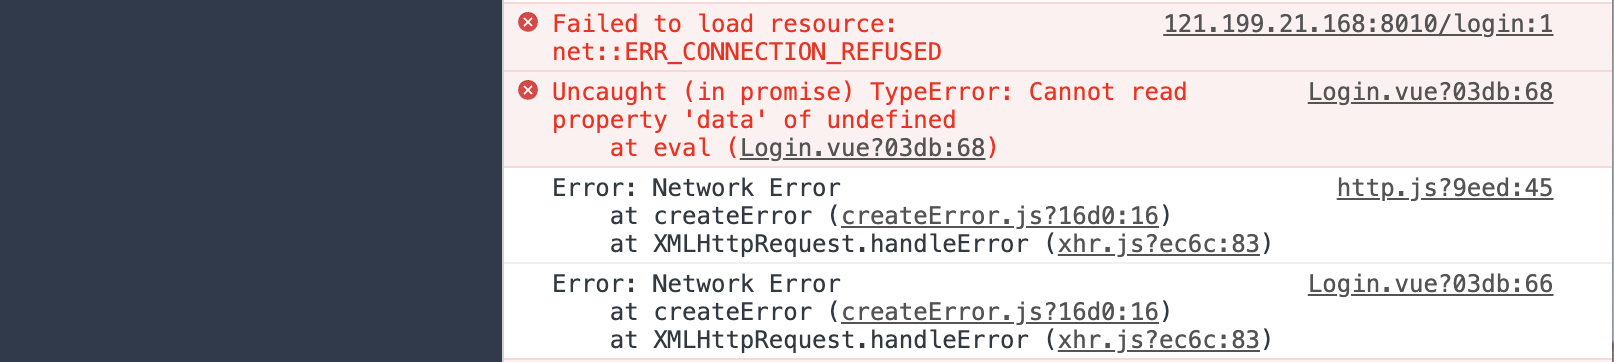 Failed to load resource: 121.199.21.168:8010/login:1
net::ERR_CONNECTION_REFUSED
Uncaught (in promise) TypeError: Cannot read Login.vue?03db:68
property 'data' of undefined
at eval (Login.vue?03db:68)
Error: Network Error http.js?9eed:45
at createError (createError.js?16d0:16)
at XMLHttpRequest.handleError (xhr.js?ec6c:83)
Error: Network Error Login.vue?03db:66
at createError (createError.js?16d0:16)
at XMLHttpRequest.handleError (xhr.js?ec6c:83)